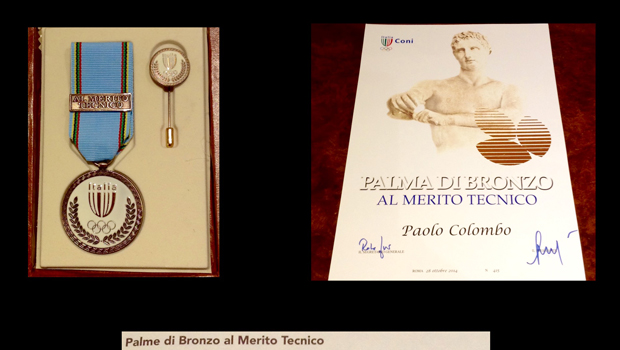 AL MERITO
TECNICO
Italia
Coni
PALMA DI BRONZO
AL MERITO TECNICO
Paolo Colombo
Palme di Bronzo al Merito Tecnico